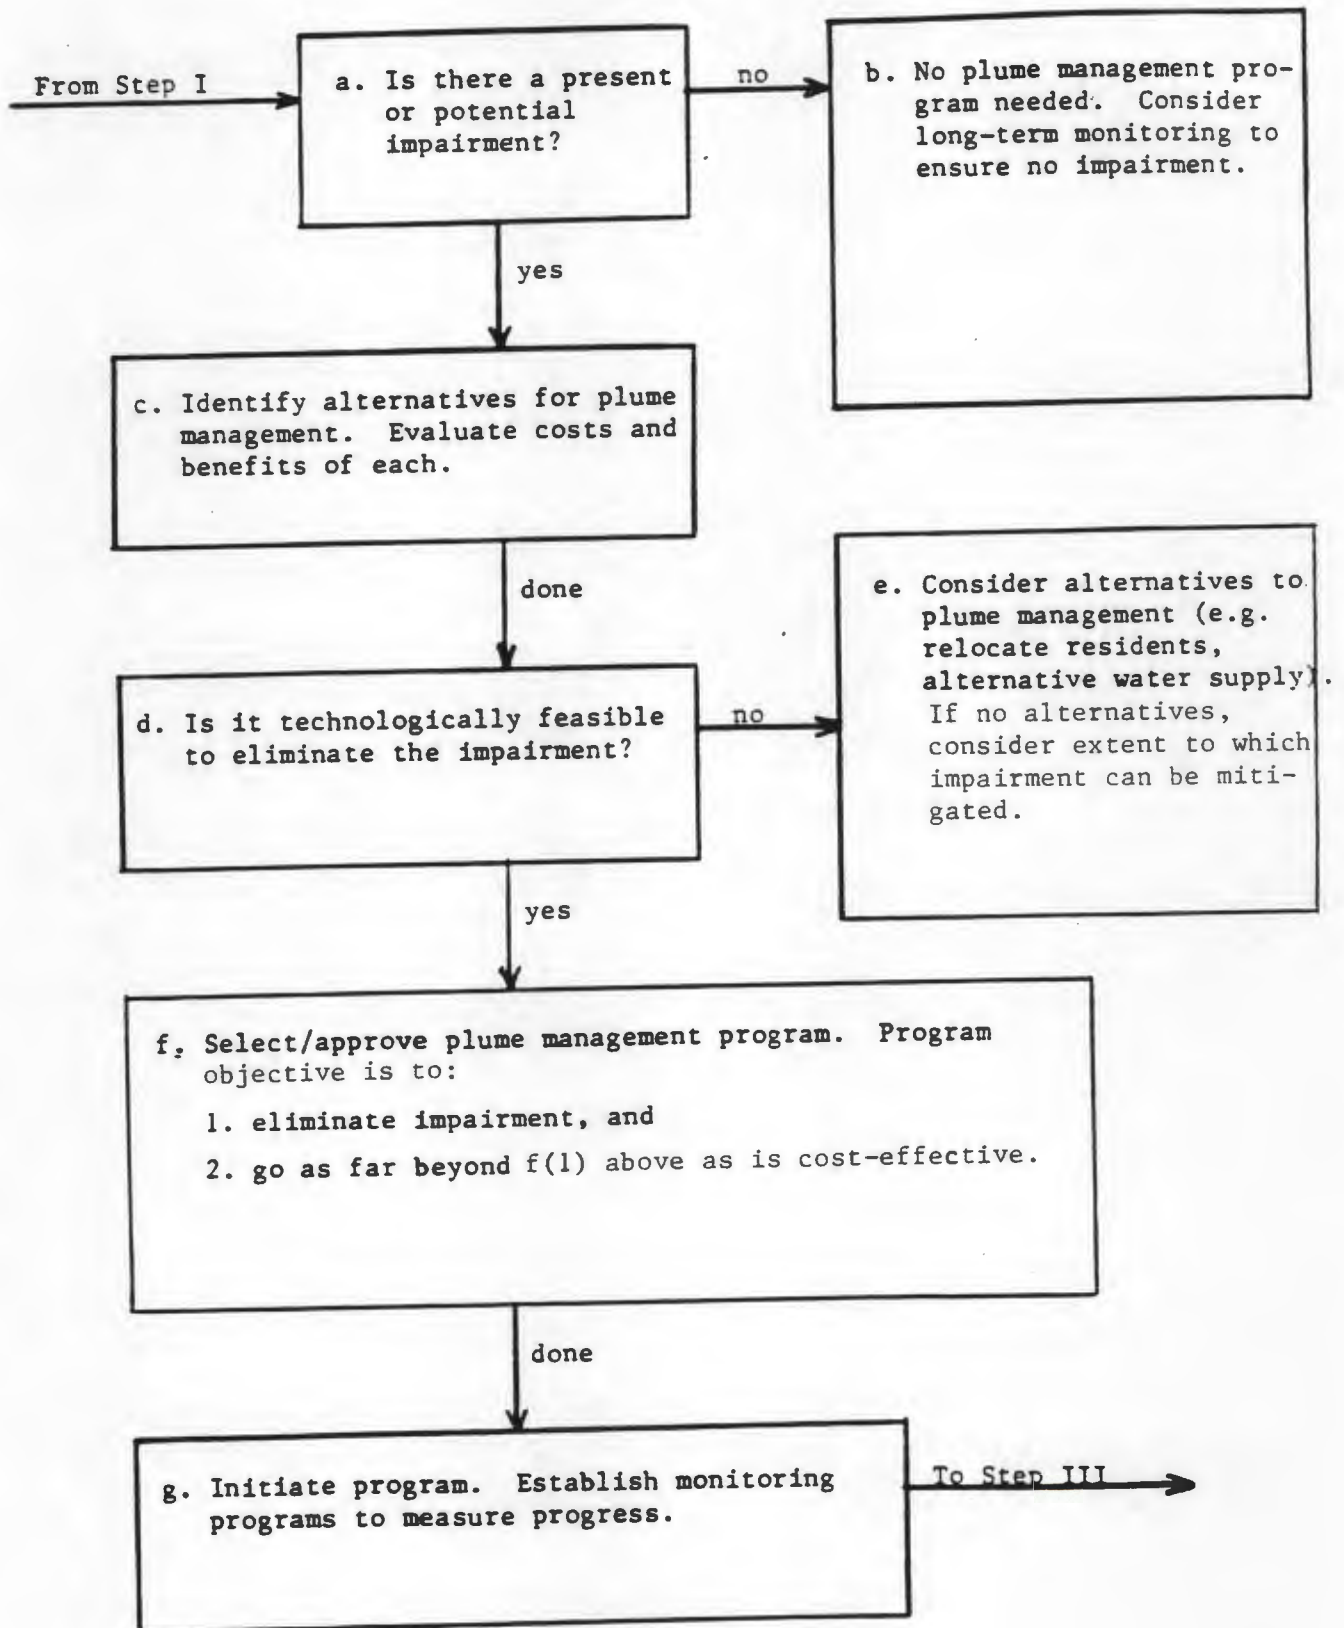 From Step I
a. Is there a present
or potential
impairment?
no
b. No plume management pro-
gram needed. Consider
long-term monitoring to
ensure no impairment.
yes
c. Identify alternatives for plume
management. Evaluate costs and
benefits of each.
done
d. Is it technologically feasible
to eliminate the impairment?
no
e. Consider alternatives to
plume management (e.g.
relocate residents,
alternative water supply).
If no alternatives,
consider extent to which
impairment can be miti-
gated.
yes
f. Select/approve plume management program. Program
objective is to:
1. eliminate impairment, and
2. go as far beyond f(1) above as is cost-effective.
done
g. Initiate program. Establish monitoring
programs to measure progress.
To Step III